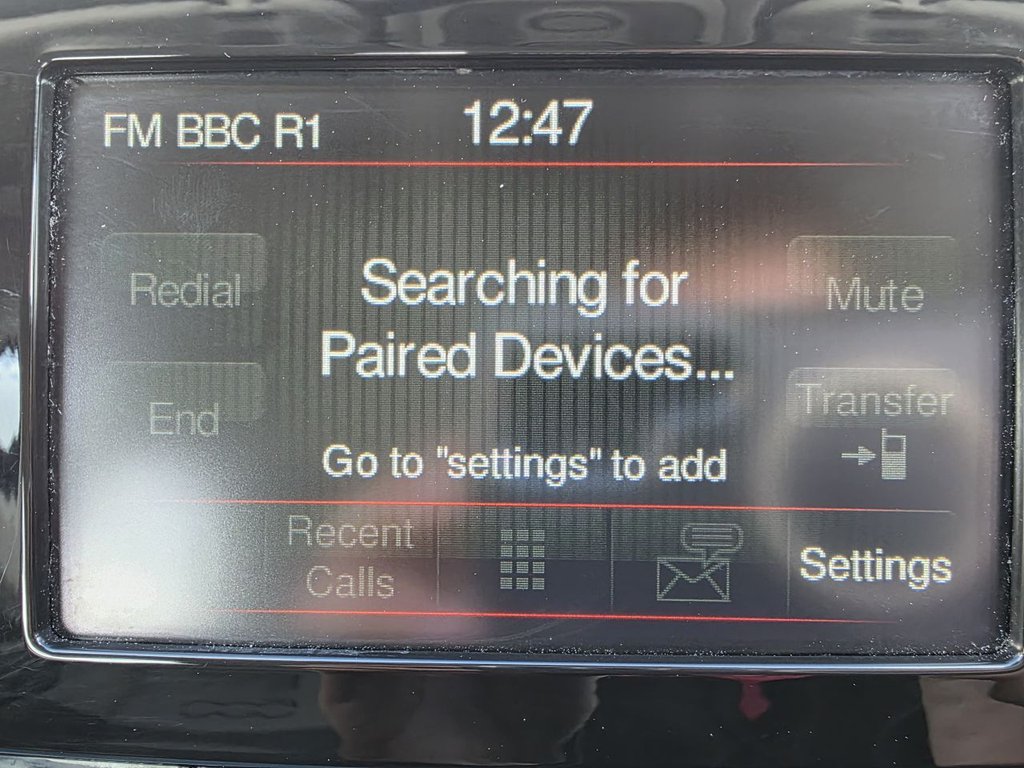 FM BBC R1 12:47
Redial
Searching for
Paired Devices...
Mute
End
Transfer
Go to "settings" to add
Recent
Calls
Settings